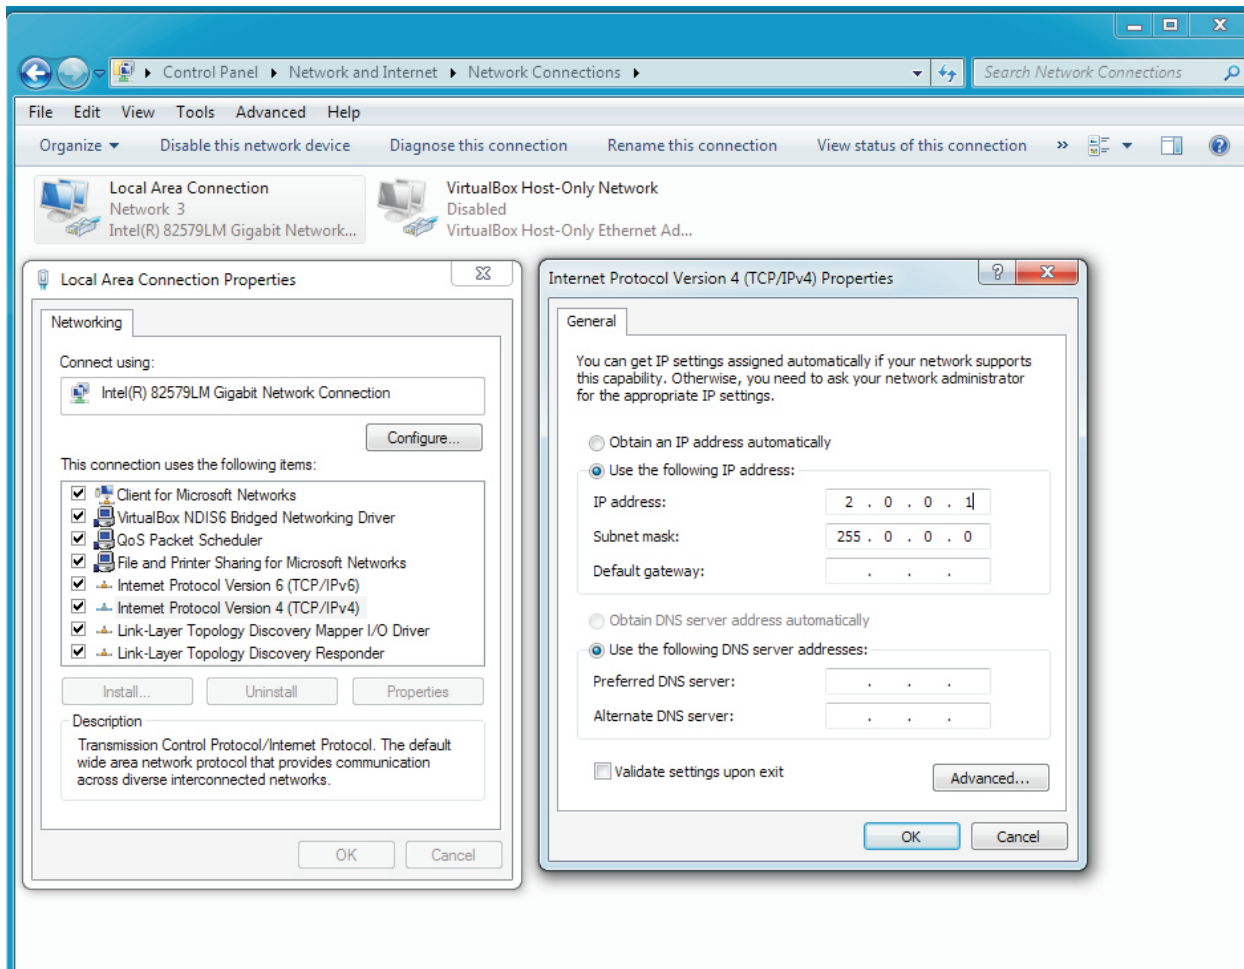 Control Panel Network and Internet Network Connections
Search Network Connections
File Edit View Tools Advanced Help
Organize Disable this network device Diagnose this connection Rename this connection View status of this connection »
Local Area Connection
Network 3
Intel(R) 82579LM Gigabit Network...
VirtualBox Host-Only Network
Disabled
VirtualBox Host-Only Ethernet Ad...
Local Area Connection Properties
Networking
Connect using:
Intel(R) 82579LM Gigabit Network Connection
Configure...
This connection uses the following items:
Client for Microsoft Networks
VirtualBox NDIS6 Bridged Networking Driver
QoS Packet Scheduler
File and Printer Sharing for Microsoft Networks
Internet Protocol Version 6 (TCP/IPv6)
Internet Protocol Version 4 (TCP/IPv4)
Link-Layer Topology Discovery Mapper I/O Driver
Link-Layer Topology Discovery Responder
Install... Uninstall Properties
Description
Transmission Control Protocol/Internet Protocol. The default
wide area network protocol that provides communication
across diverse interconnected networks.
OK Cancel
Internet Protocol Version 4 (TCP/IPv4) Properties
General
You can get IP settings assigned automatically if your network supports
this capability. Otherwise, you need to ask your network administrator
for the appropriate IP settings.
Obtain an IP address automatically
Use the following IP address:
IP address: 2 . 0 . 0 . 1
Subnet mask: 255 . 0 . 0 . 0
Default gateway: . . .
Obtain DNS server address automatically
Use the following DNS server addresses:
Preferred DNS server: . . .
Alternate DNS server: . . .
Validate settings upon exit
Advanced...
OK Cancel